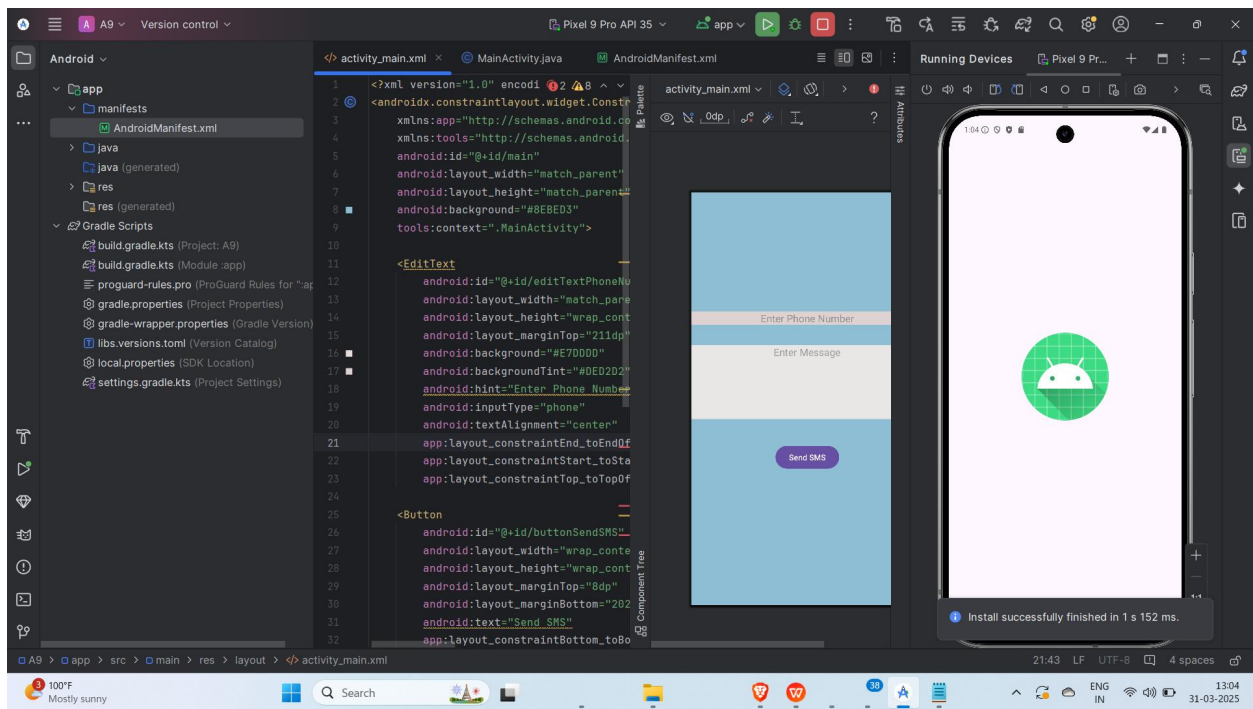 A A9 Version control Pixel 9 Pro API 35 app
Android
activity_main.xml MainActivity.java AndroidManifest.xml
Running Devices Pixel 9 Pr...
app
manifests
AndroidManifest.xml
java
java (generated)
res
res (generated)
Gradle Scripts
build.gradle.kts (Project: A9)
build.gradle.kts (Module :app)
proguard-rules.pro (ProGuard Rules for ":ap
gradle.properties (Project Properties)
gradle-wrapper.properties (Gradle Version)
libs.versions.toml (Version Catalog)
local.properties (SDK Location)
settings.gradle.kts (Project Settings)
1 <?xml version="1.0" encodi 2 8
2 <androidx.constraintlayout.widget.Constr
3 xmlns:app="http://schemas.android.co
4 xmlns:tools="http://schemas.android.
5 android:id="@+id/main"
6 android:layout_width="match_parent"
7 android:layout_height="match_parent"
8 android:background="#8EBED3"
9 tools:context=".MainActivity">
10
11 <EditText
12 android:id="@+id/editTextPhoneNu
13 android:layout_width="match_pare
14 android:layout_height="wrap_cont
15 android:layout_marginTop="211dp"
16 android:background="#E7DDDD"
17 android:backgroundTint="#DED2D2"
18 android:hint="Enter Phone Number
19 android:inputType="phone"
20 android:textAlignment="center"
21 app:layout_constraintEnd_toEndOf
22 app:layout_constraintStart_toSta
23 app:layout_constraintTop_toTopOf
24
25 <Button
26 android:id="@+id/buttonSendSMS"
27 android:layout_width="wrap_conte
28 android:layout_height="wrap_cont
29 android:layout_marginTop="8dp"
30 android:layout_marginBottom="202
31 android:text="Send SMS"
32 app:layout_constraintBottom_toBo
Palette
Component Tree
activity_main.xml
0dp
?
Attributes
Enter Phone Number
Enter Message
Send SMS
1:04
1:1
Install successfully finished in 1 s 152 ms.
A9 > app > src > main > res > layout > activity_main.xml
21:43 LF UTF-8 4 spaces
3
100°F
Mostly sunny
Search
38
ENG
IN
13:04
31-03-2025